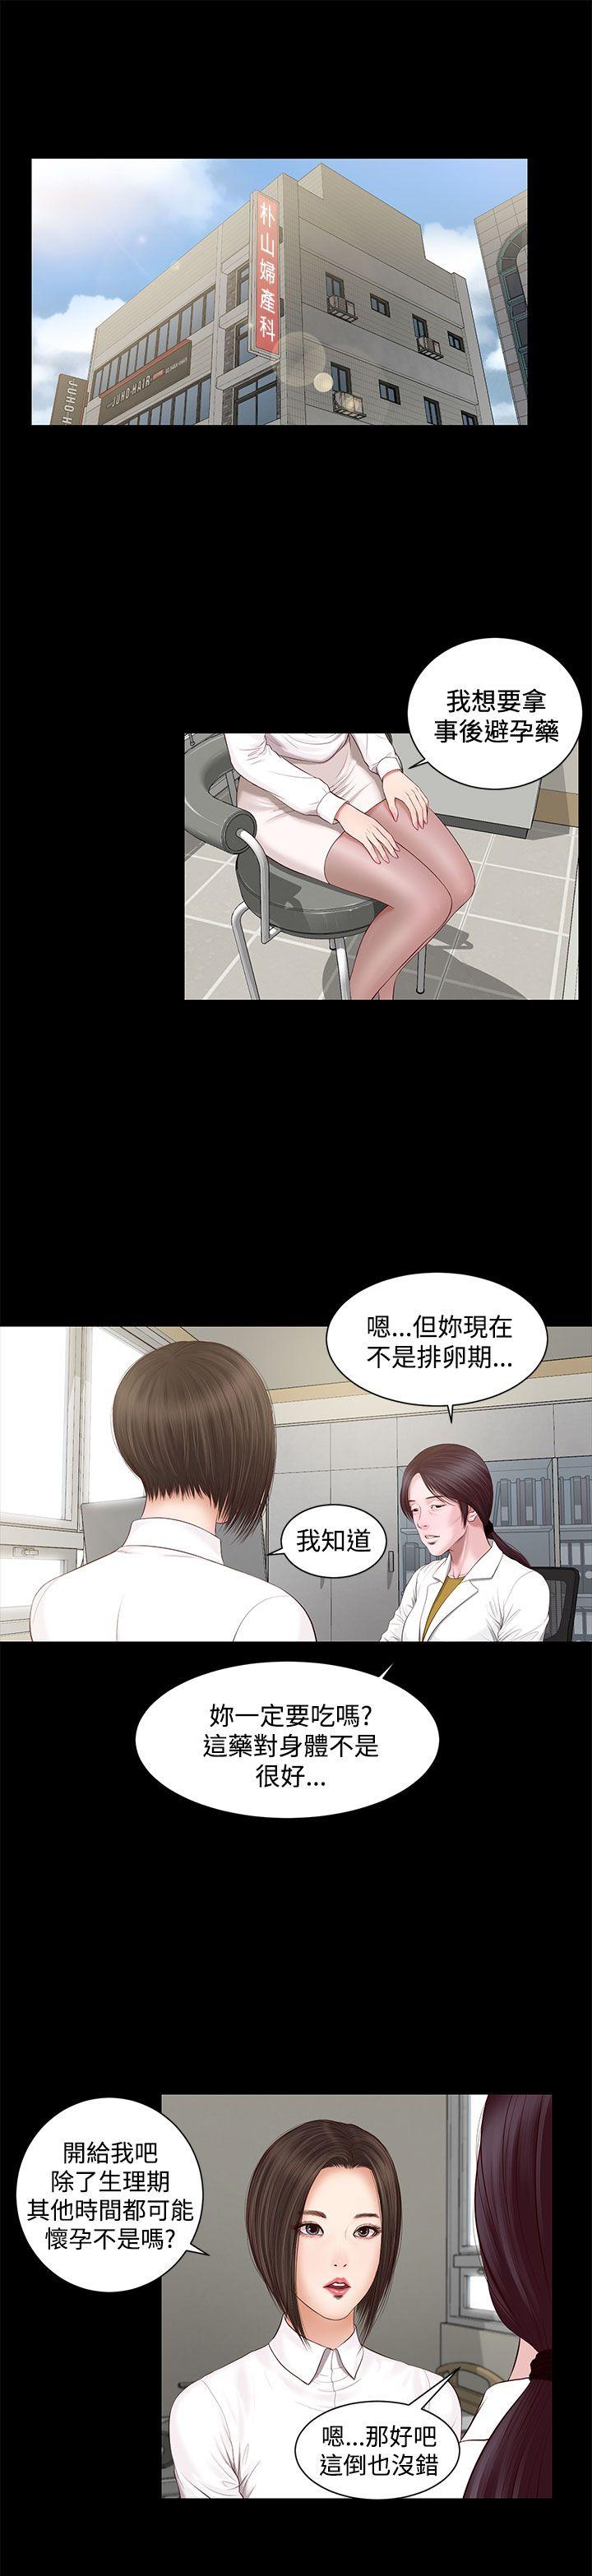 朴山婦產科
JUHO-HAIR
JUHO-H
我想要拿
事後避孕藥
嗯...但妳現在
不是排卵期...
我知道
妳一定要吃嗎?
這藥對身體不是
很好...
開給我吧
除了生理期
其他時間都可能
懷孕不是嗎?
嗯...那好吧
這倒也沒錯